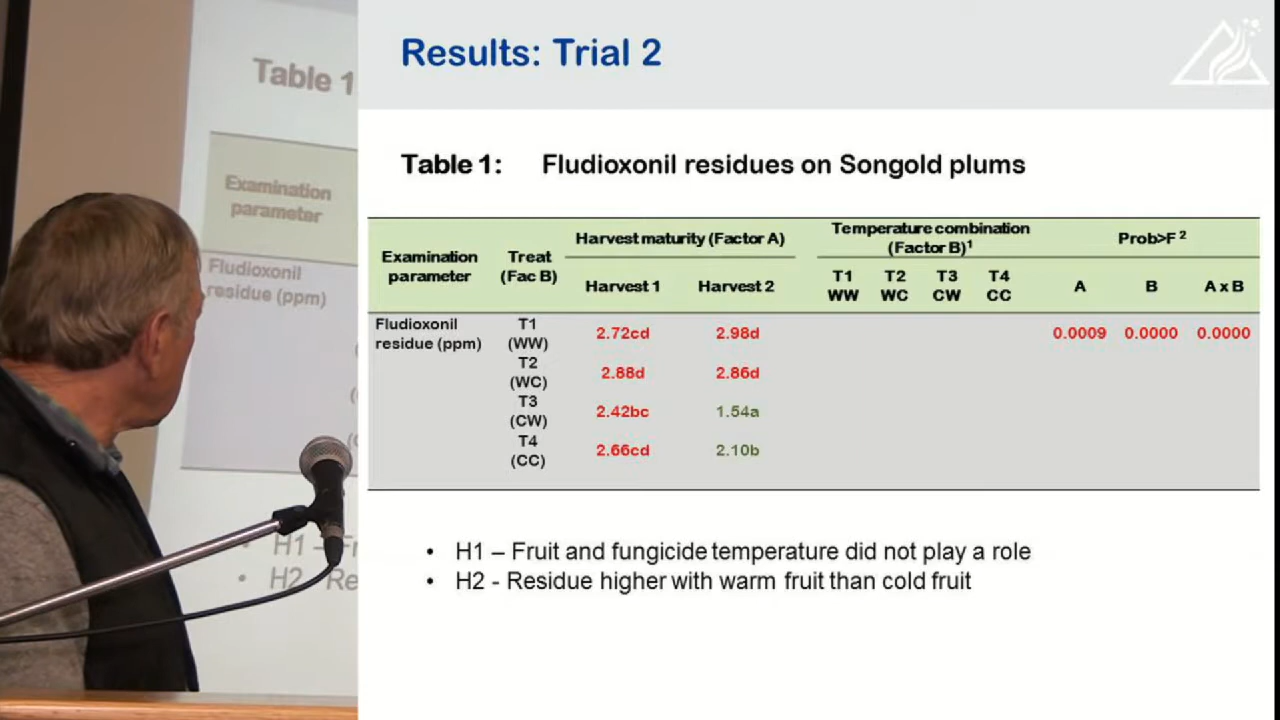 Results: Trial 2
Table 1: Fludioxonil residues on Songold plums
Examination parameter
Treat (Fac B)
Harvest maturity (Factor A)
Harvest 1 Harvest 2
Temperature combination (Factor B)1
T1 WW T2 WC T3 CW T4 CC
Prob>F 2
A B A x B
Fludioxonil residue (ppm)
T1 (WW) 2.72cd 2.98d 0.0009 0.0000 0.0000
T2 (WC) 2.88d 2.86d
T3 (CW) 2.42bc 1.54a
T4 (CC) 2.66cd 2.10b
• H1 – Fruit and fungicide temperature did not play a role
• H2 - Residue higher with warm fruit than cold fruit
Table 1
Examination
parameter
Fludioxonil
residue (ppm)
• H1 – Fr
• H2 - Re